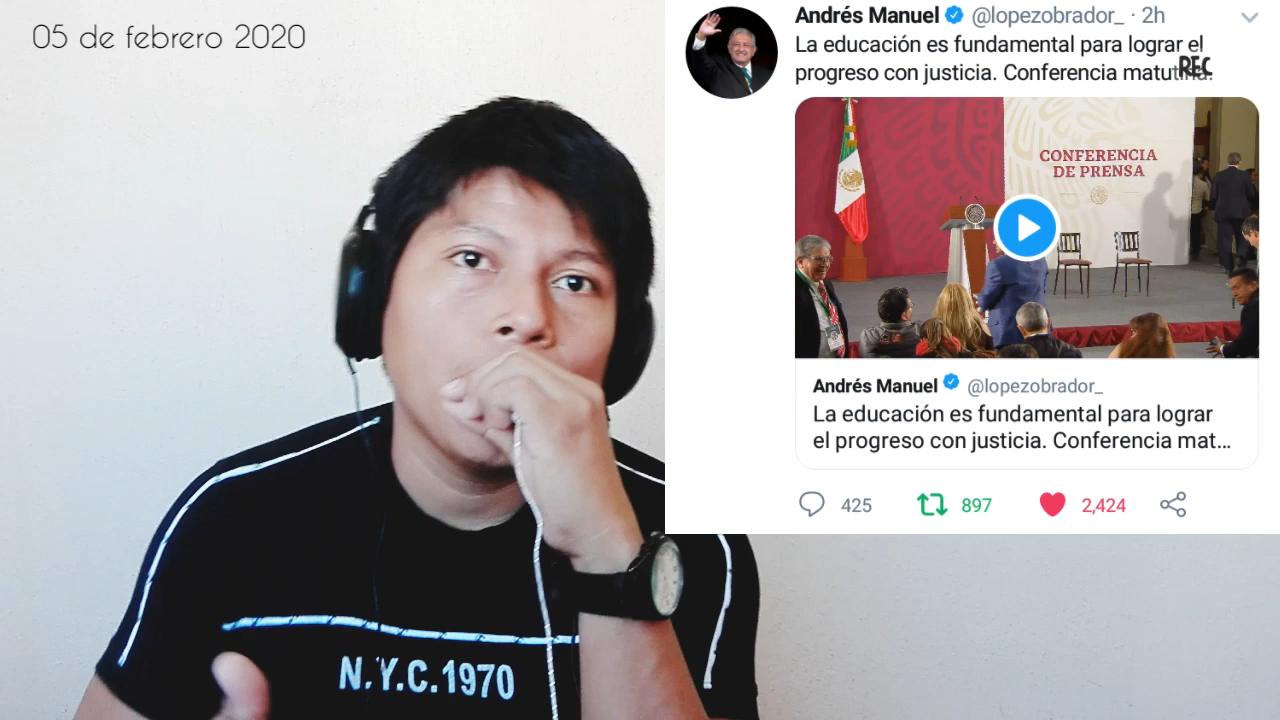 05 de febrero 2020
Andrés Manuel @lopezobrador_ · 2h
La educación es fundamental para lograr el
progreso con justicia. Conferencia matutina.
REC
CONFERENCIA
DE PRENSA
Andrés Manuel @lopezobrador_
La educación es fundamental para lograr
el progreso con justicia. Conferencia mat...
425 897 2,424
N.Y.C.1970